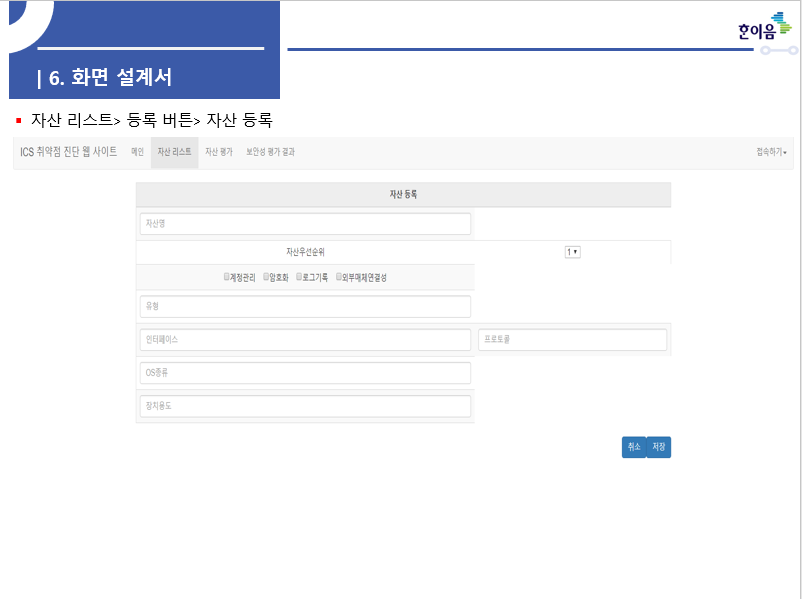 한이음
| 6. 화면 설계서
▪ 자산 리스트> 등록 버튼> 자산 등록
ICS 취약점 진단 웹 사이트 메인 자산 리스트 자산 평가 보안성 평가 결과 접속하기▾
자산 등록
자산명
자산우선순위 1 ▾
계정관리 암호화 로그기록 외부매체연결성
유형
인터페이스 프로토콜
OS종류
장치용도
취소 저장